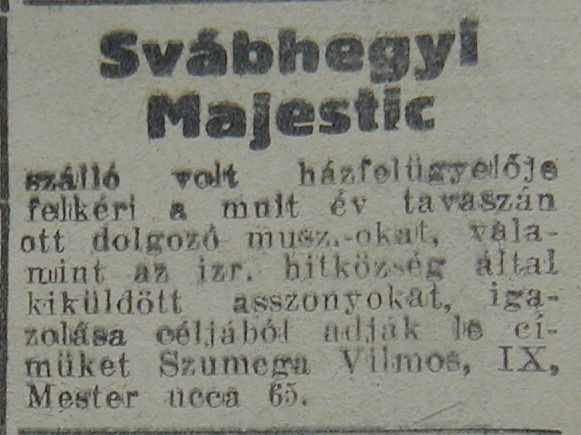 Svábhegyi
Majestic
szálló volt házfelügyelője
felkéri a mult év tavaszán
ott dolgozó musz.-okat, vala-
mint az izr. hitközség által
kiküldött asszonyokat, iga-
zolása céljából adják le cí-
müket Szumega Vilmos, IX,
Mester ucca 65.